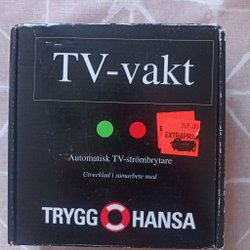 TV-vakt
EXTRAPRIS
Automatisk TV-strömbrytare
Utvecklad i samarbete med
TRYGG HANSA